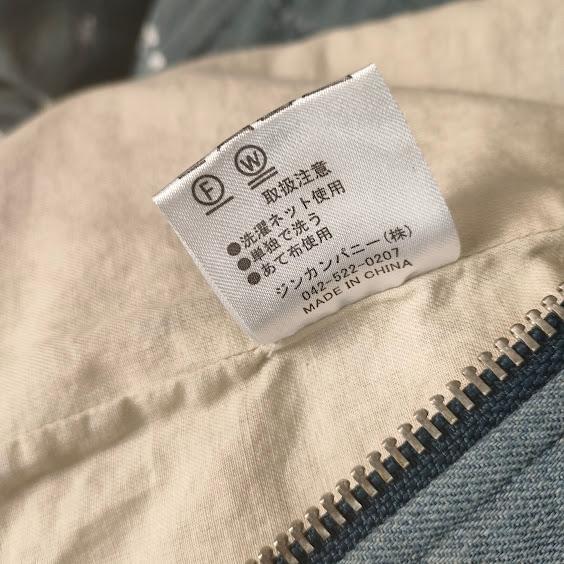 F W
取扱注意
●洗濯ネット使用
●単独で洗う
●あて布使用
ジンカンパニー(株)
042-522-0207
MADE IN CHINA